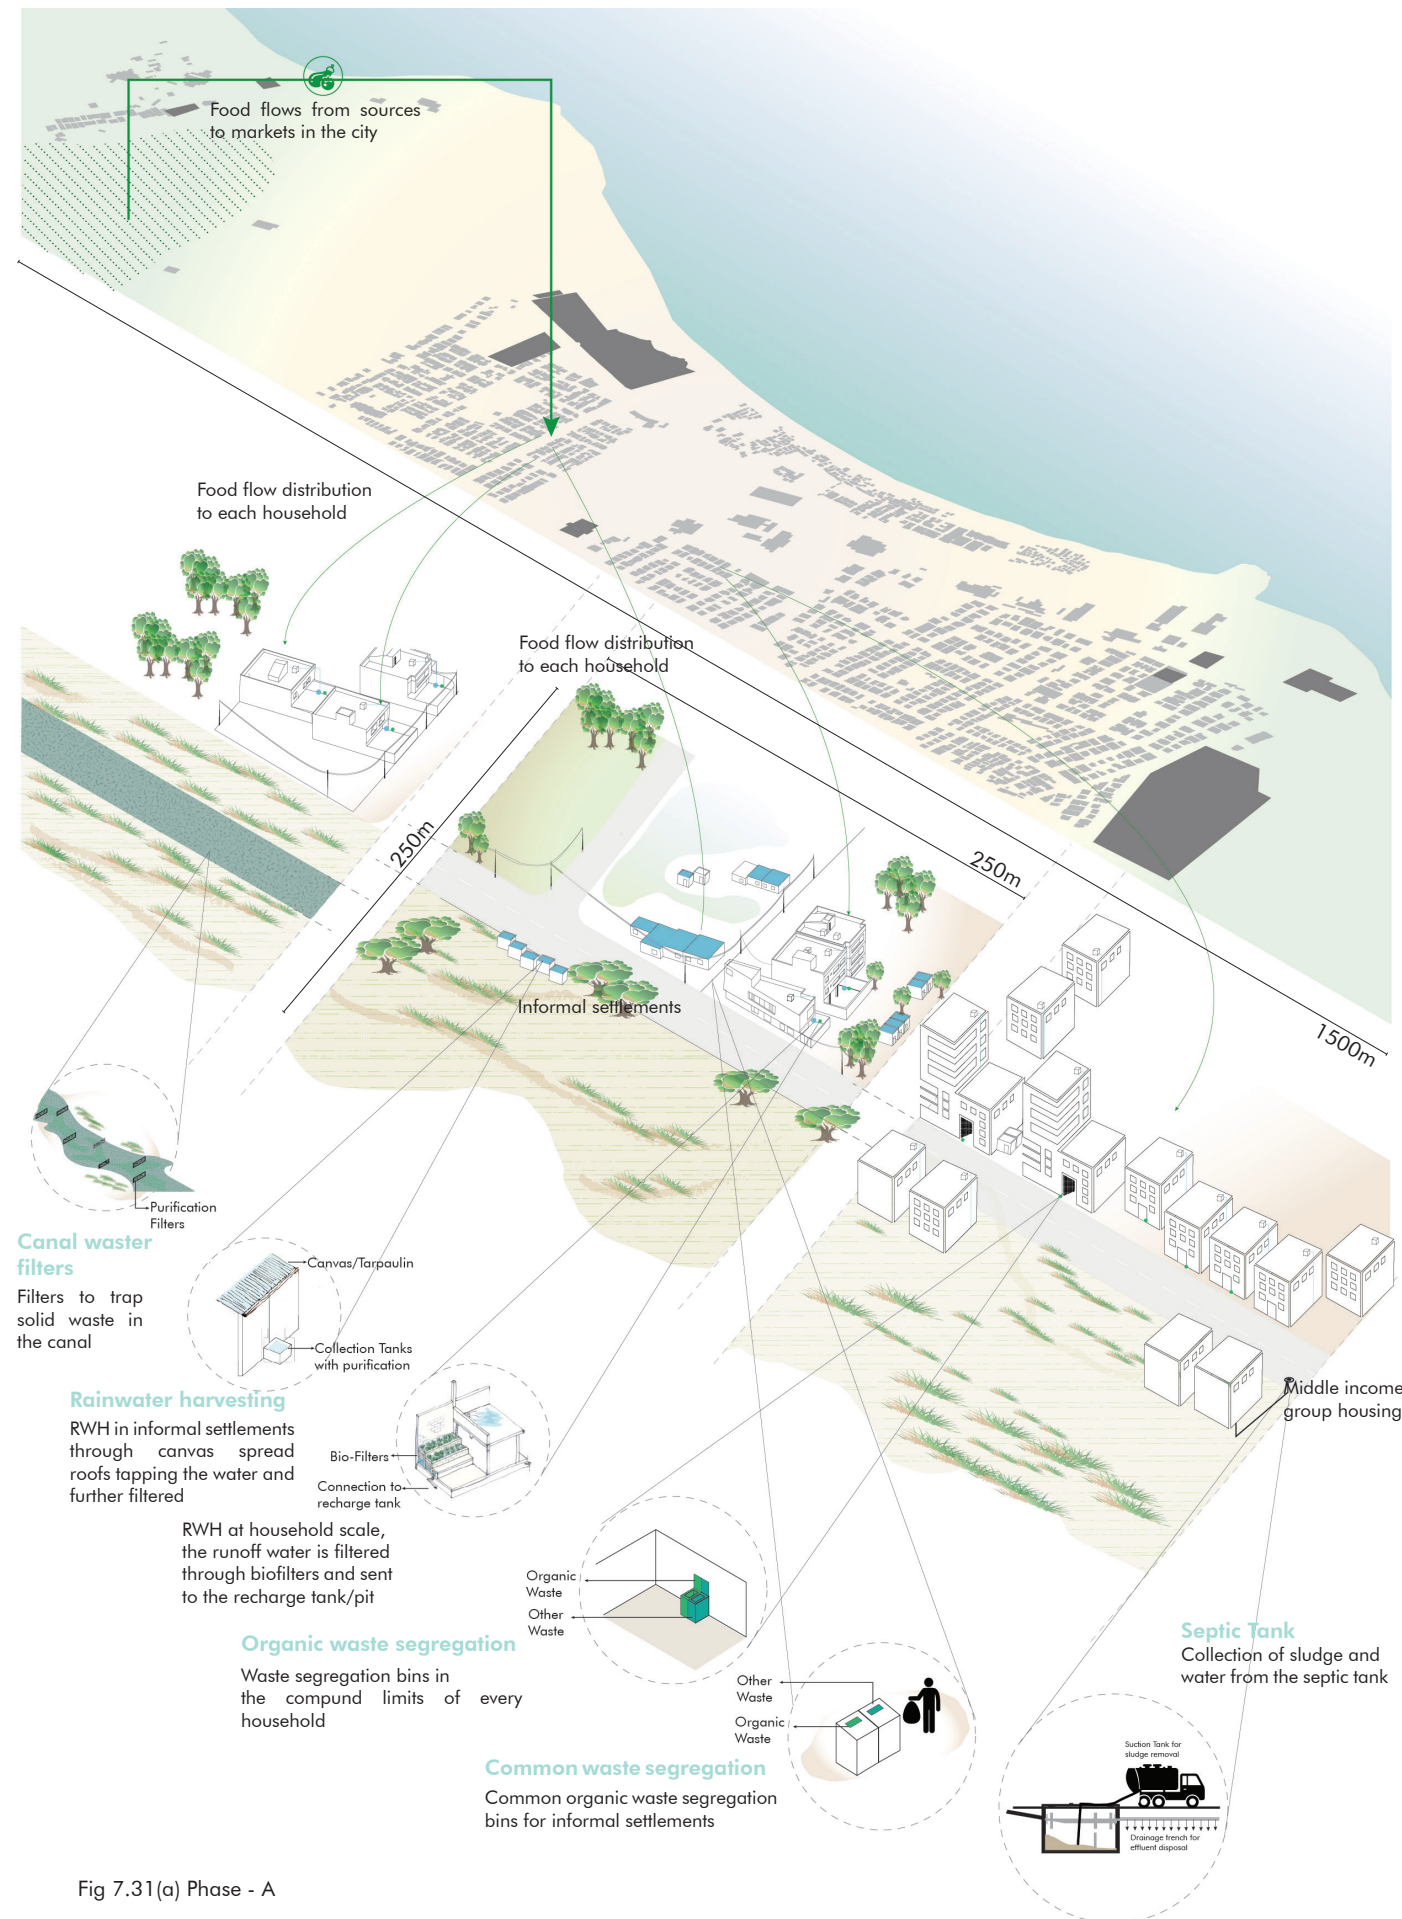 Food flows from sources
to markets in the city
Food flow distribution
to each household
Food flow distribution
to each household
250m
250m
1500m
Informal settlements
Purification
Filters
Canal waster
filters
Filters to trap
solid waste in
the canal
Canvas/Tarpaulin
Collection Tanks
with purification
Rainwater harvesting
RWH in informal settlements
through canvas spread
roofs tapping the water and
further filtered
Bio-Filters
Connection to
recharge tank
RWH at household scale,
the runoff water is filtered
through biofilters and sent
to the recharge tank/pit
Middle income
group housing
Organic
Waste
Other
Waste
Organic waste segregation
Waste segregation bins in
the compund limits of every
household
Other
Waste
Organic
Waste
Common waste segregation
Common organic waste segregation
bins for informal settlements
Septic Tank
Collection of sludge and
water from the septic tank
Suction Tank for
sludge removal
Drainage trench for
effluent disposal
Fig 7.31(a) Phase - A